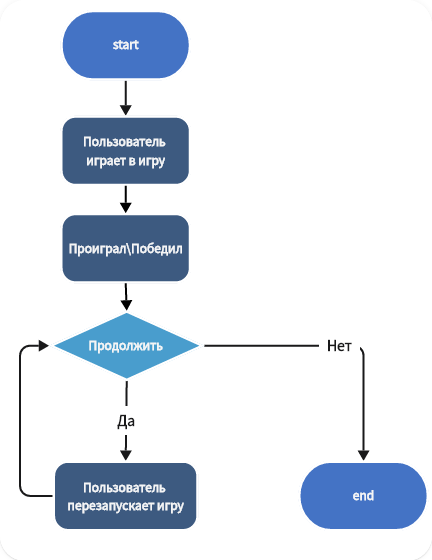 start
Пользователь
играет в игру
Проиграл\Победил
Продолжить
Нет
Да
Пользователь
перезапускает игру
end